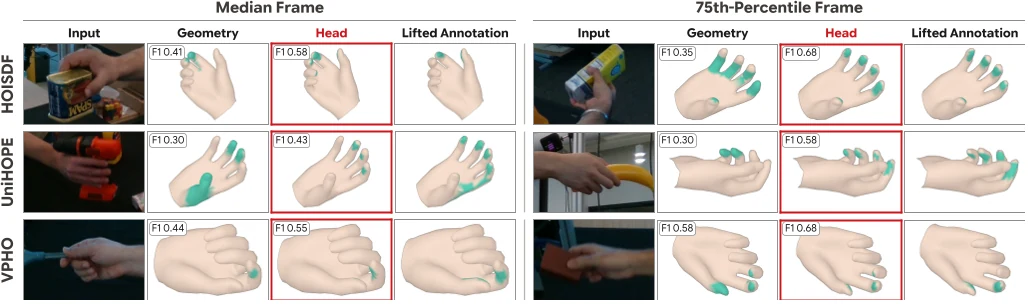 Median Frame
75th-Percentile Frame
Input Geometry Head Lifted Annotation
Input Geometry Head Lifted Annotation
HOISDF
F1 0.41
F1 0.58
SPAM
F1 0.35
F1 0.68
UniHOPE
F1 0.30
F1 0.43
F1 0.30
F1 0.58
VPHO
F1 0.44
F1 0.55
F1 0.58
F1 0.68